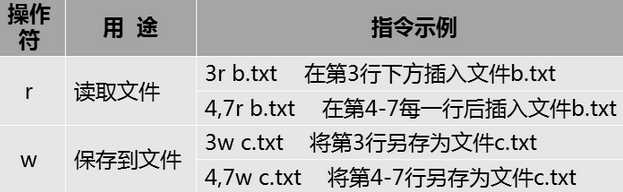 操作符 用 途 指令示例
r 读取文件 3r b.txt 在第3行下方插入文件b.txt
4,7r b.txt 在第4-7每一行后插入文件b.txt
w 保存到文件 3w c.txt 将第3行另存为文件c.txt
4,7w c.txt 将第4-7行另存为文件c.txt